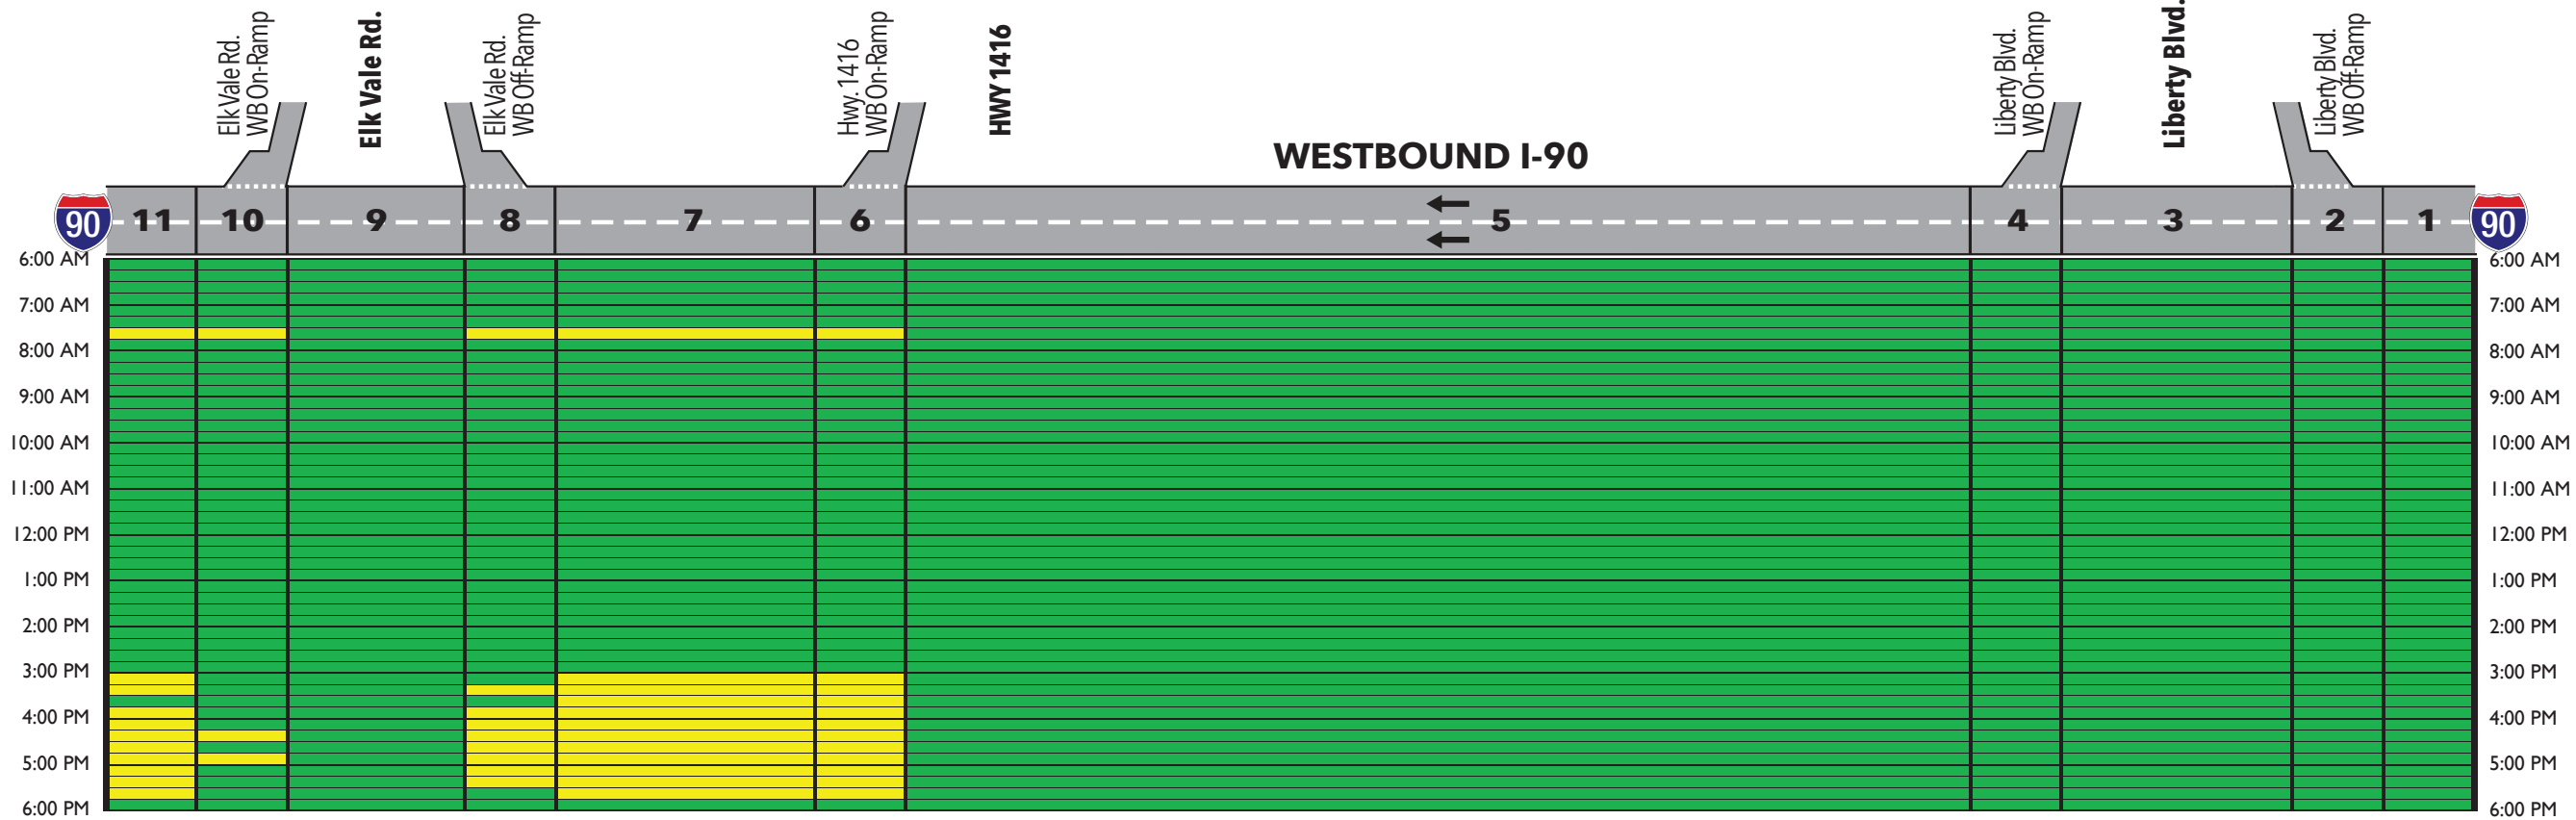 Elk Vale Rd.
WB On-Ramp
Elk Vale Rd.
Elk Vale Rd.
WB Off-Ramp
Hwy. 1416
WB On-Ramp
HWY 1416
Liberty Blvd.
WB On-Ramp
Liberty Blvd.
Liberty Blvd.
WB Off-Ramp
WESTBOUND I-90
90 11 10 9 8 7 6 5 4 3 2 1 90
6:00 AM 6:00 AM
7:00 AM 7:00 AM
8:00 AM 8:00 AM
9:00 AM 9:00 AM
10:00 AM 10:00 AM
11:00 AM 11:00 AM
12:00 PM 12:00 PM
1:00 PM 1:00 PM
2:00 PM 2:00 PM
3:00 PM 3:00 PM
4:00 PM 4:00 PM
5:00 PM 5:00 PM
6:00 PM 6:00 PM